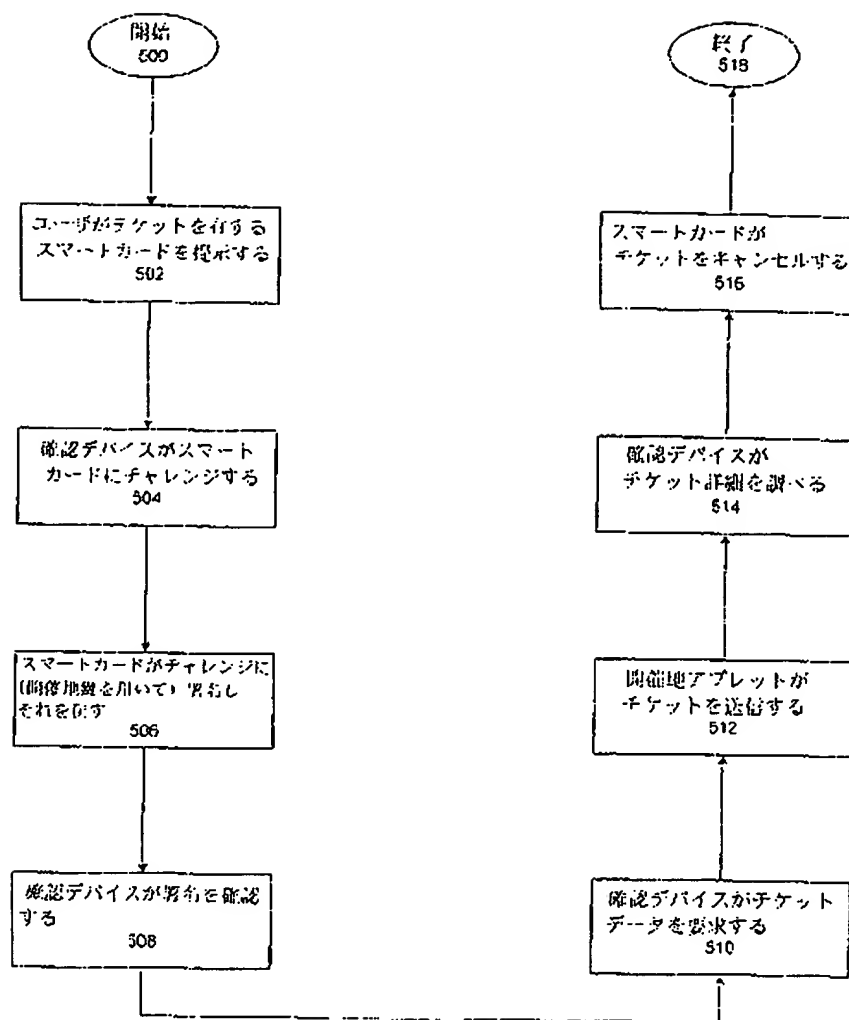 開始
500
ユーザがチケットを有する
スマートカードを提示する
502
確認デバイスがスマート
カードにチャレンジする
504
スマートカードがチャレンジに
(開催地鍵を用いて)署名し
それを戻す
506
確認デバイスが署名を確認
する
508
確認デバイスがチケット
データを要求する
510
開催地アプレットが
チケットを送信する
512
確認デバイスが
チケット詳細を調べる
514
スマートカードが
チケットをキャンセルする
516
終了
518